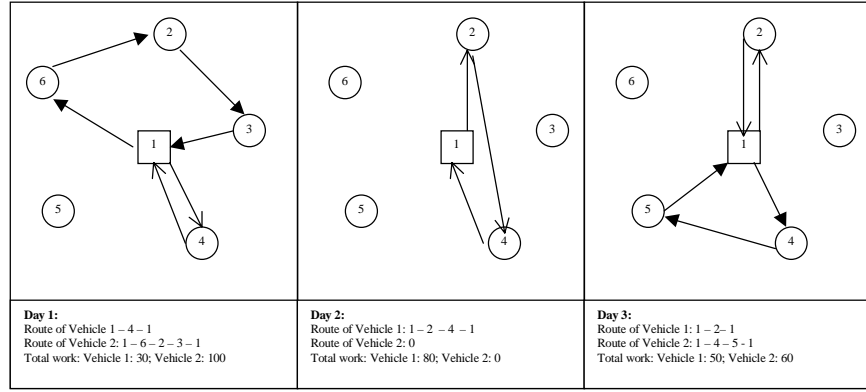 2
6
3
1
5
4
Day 1:
Route of Vehicle 1 – 4 – 1
Route of Vehicle 2: 1 – 6 – 2 – 3 – 1
Total work: Vehicle 1: 30; Vehicle 2: 100
2
6
3
1
5
4
Day 2:
Route of Vehicle 1: 1 – 2 – 4 – 1
Route of Vehicle 2: 0
Total work: Vehicle 1: 80; Vehicle 2: 0
2
6
3
1
5
4
Day 3:
Route of Vehicle 1: 1 – 2– 1
Route of Vehicle 2: 1 – 4 – 5 - 1
Total work: Vehicle 1: 50; Vehicle 2: 60